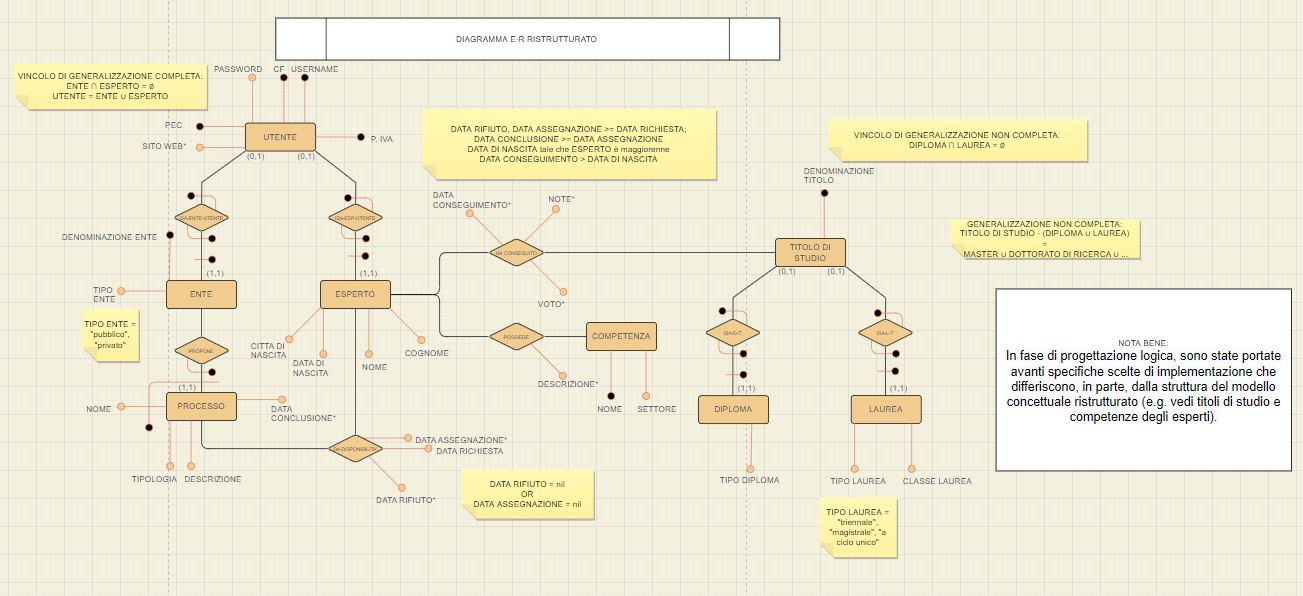 DIAGRAMMA E-R RISTRUTTURATO
VINCOLO DI GENERALIZZAZIONE COMPLETA:
ENTE ∩ ESPERTO = ø
UTENTE = ENTE ∪ ESPERTO
PASSWORD
CF
USERNAME
PEC
SITO WEB*
UTENTE
P. IVA
(0,1)
(0,1)
DATA RIFIUTO, DATA ASSEGNAZIONE >= DATA RICHIESTA;
DATA CONCLUSIONE >= DATA ASSEGNAZIONE
DATA DI NASCITA tale che ESPERTO è maggiorenne
DATA CONSEGUIMENTO > DATA DI NASCITA
VINCOLO DI GENERALIZZAZIONE NON COMPLETA:
DIPLOMA ∩ LAUREA = ø
DENOMINAZIONE
TITOLO
GENERALIZZAZIONE NON COMPLETA:
TITOLO DI STUDIO - (DIPLOMA ∪ LAUREA)
=
MASTER ∪ DOTTORATO DI RICERCA ∪ ...
ISA-ENTE-UTENTE
ISA-ESP-UTENTE
DATA
CONSEGUIMENTO*
NOTE*
HA CONSEGUITO
VOTO*
TITOLO DI
STUDIO
(0,1)
(0,1)
DENOMINAZIONE ENTE
(1,1)
(1,1)
TIPO
ENTE
ENTE
ESPERTO
TIPO ENTE =
"pubblico",
"privato"
CITTA DI
NASCITA
DATA DI
NASCITA
NOME
COGNOME
POSSIEDE
COMPETENZA
DESCRIZIONE*
NOME
SETTORE
ISA-D-T
ISA-L-T
(1,1)
(1,1)
DIPLOMA
LAUREA
TIPO DIPLOMA
TIPO LAUREA
CLASSE LAUREA
TIPO LAUREA =
"triennale",
"magistrale", "a
ciclo unico"
NOTA BENE:
In fase di progettazione logica, sono state portate
avanti specifiche scelte di implementazione che
differiscono, in parte, dalla struttura del modello
concettuale ristrutturato (e.g. vedi titoli di studio e
competenze degli esperti).
PROPONE
(1,1)
NOME
PROCESSO
DATA
CONCLUSIONE*
TIPOLOGIA
DESCRIZIONE
DA DISPONIBILITA
DATA ASSEGNAZIONE*
DATA RICHIESTA
DATA RIFIUTO*
DATA RIFIUTO = nil
OR
DATA ASSEGNAZIONE = nil